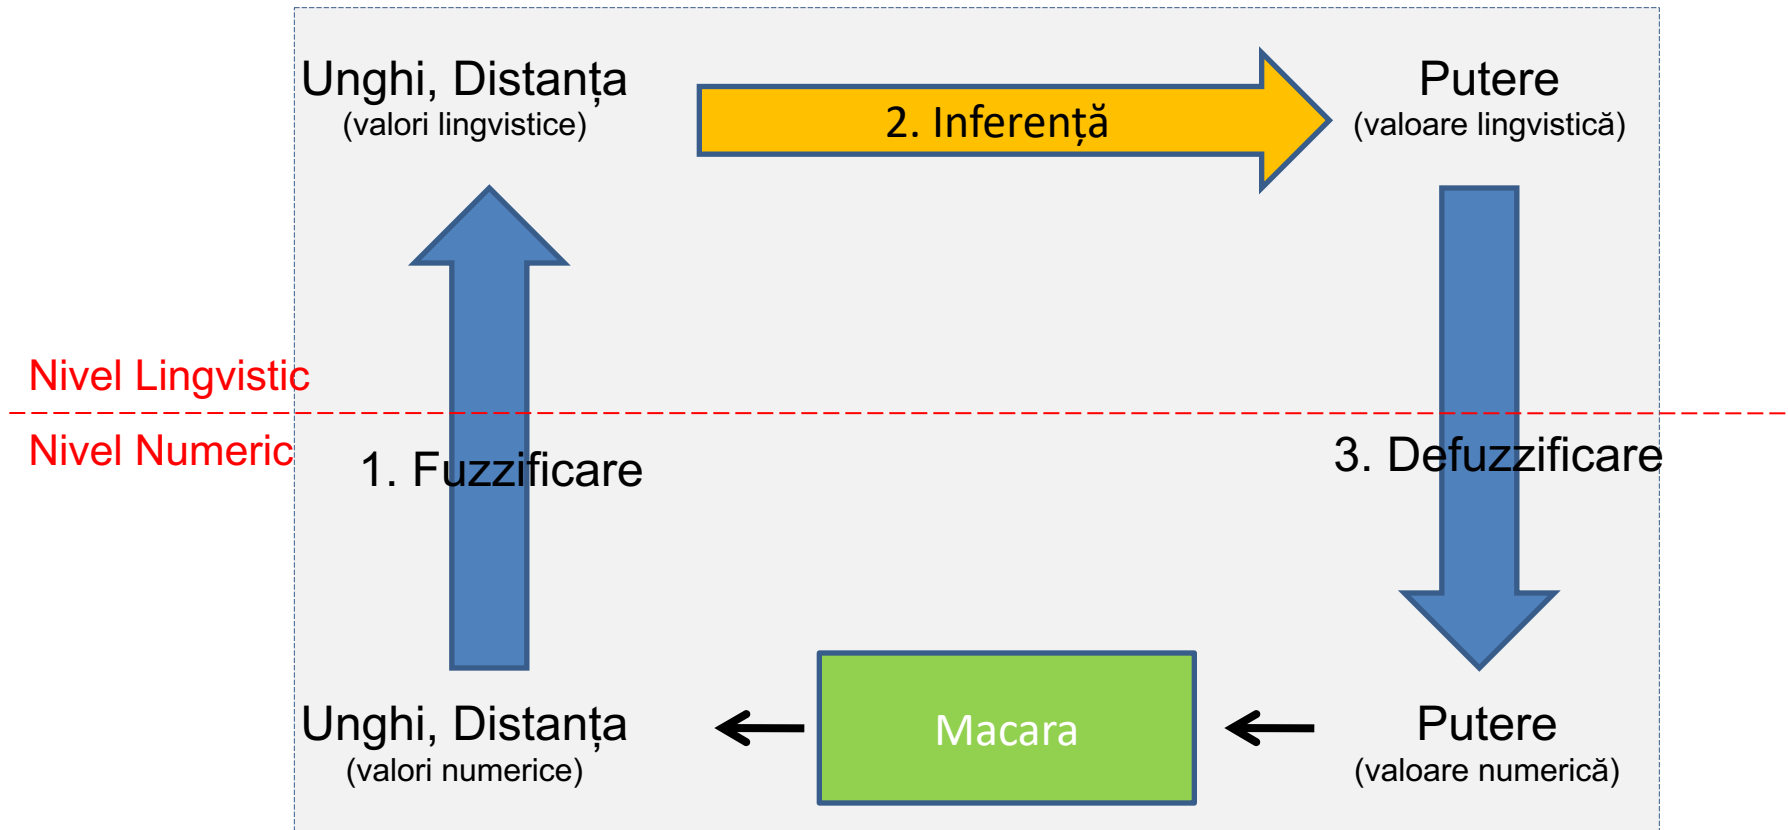 Unghi, Distanța
(valori lingvistice)
2. Inferență
Putere
(valoare lingvistică)
Nivel Lingvistic
Nivel Numeric
1. Fuzzificare
3. Defuzzificare
Unghi, Distanța
(valori numerice)
Macara
Putere
(valoare numerică)